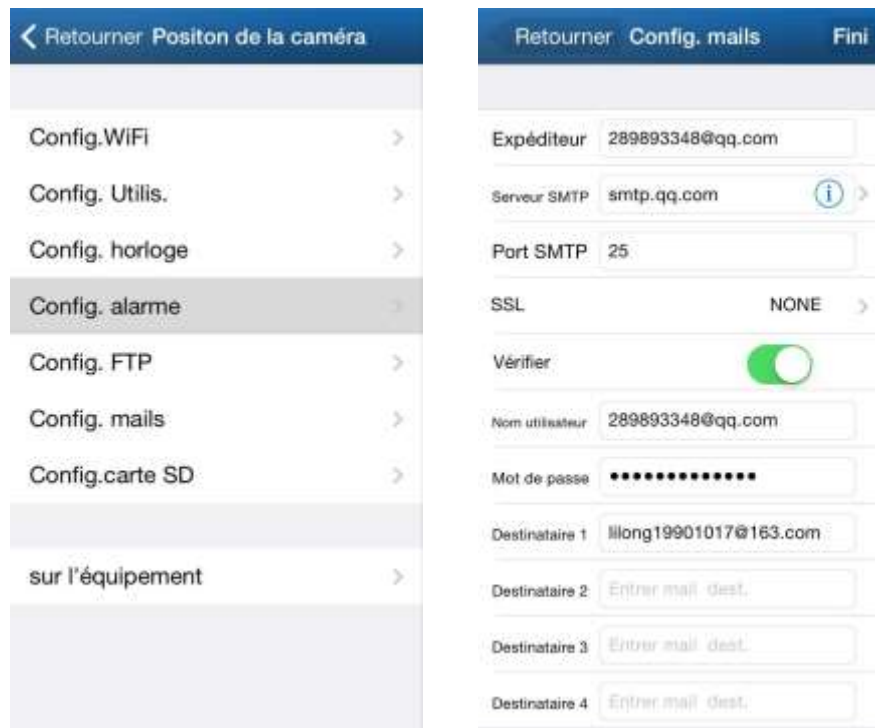 Retourner Positon de la caméra
Config.WiFi
Config. Utilis.
Config. horloge
Config. alarme
Config. FTP
Config. mails
Config.carte SD
sur l'équipement
Retourner Config. mails Fini
Expéditeur 289893348@qq.com
Serveur SMTP smtp.qq.com
Port SMTP 25
SSL NONE
Vérifier
Nom utilisateur 289893348@qq.com
Mot de passe •••••••••••••
Destinataire 1 lilong19901017@163.com
Destinataire 2 Entrer mail dest.
Destinataire 3 Entrer mail dest.
Destinataire 4 Entrer mail dest.